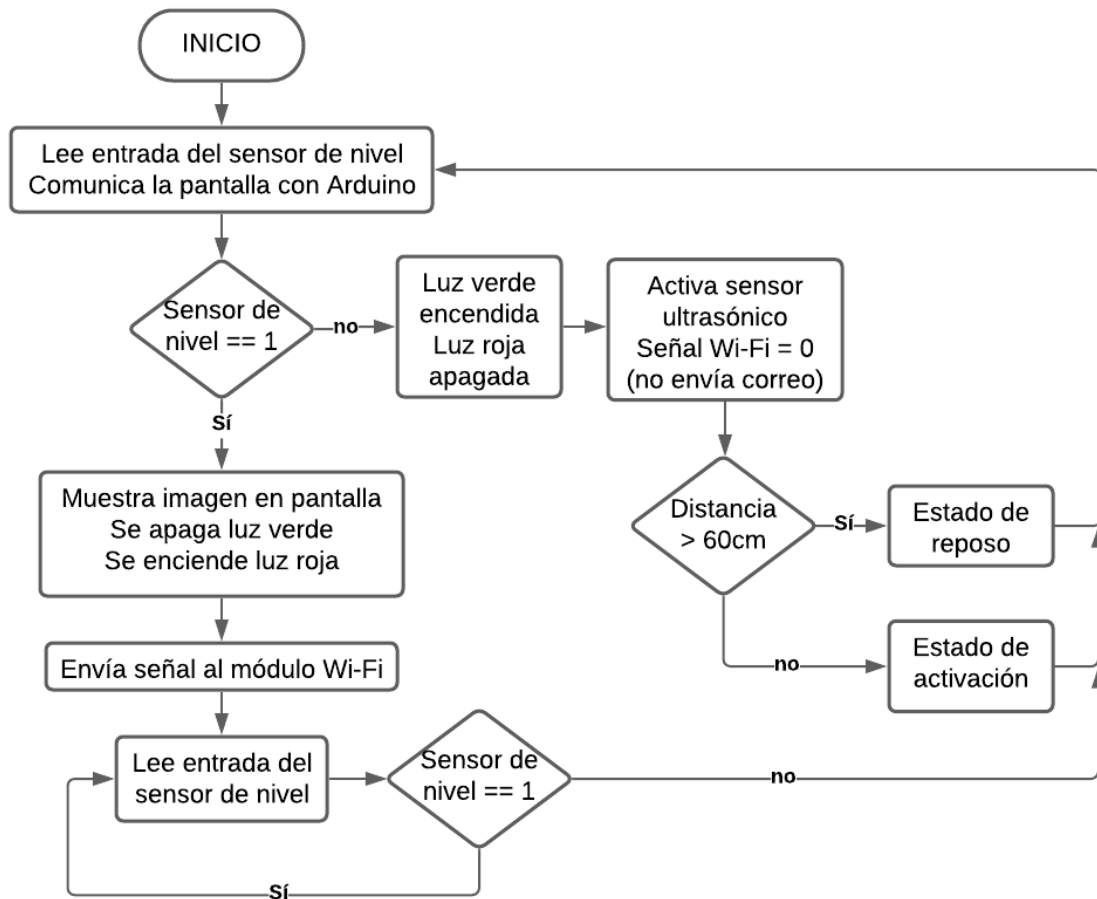 INICIO
Lee entrada del sensor de nivel
Comunica la pantalla con Arduino
Sensor de
nivel == 1
no
Luz verde
encendida
Luz roja
apagada
Activa sensor
ultrasónico
Señal Wi-Fi = 0
(no envía correo)
Sí
Muestra imagen en pantalla
Se apaga luz verde
Se enciende luz roja
Distancia
> 60cm
Sí
Estado de
reposo
no
Estado de
activación
Envía señal al módulo Wi-Fi
Lee entrada del
sensor de nivel
Sensor de
nivel == 1
no
Sí